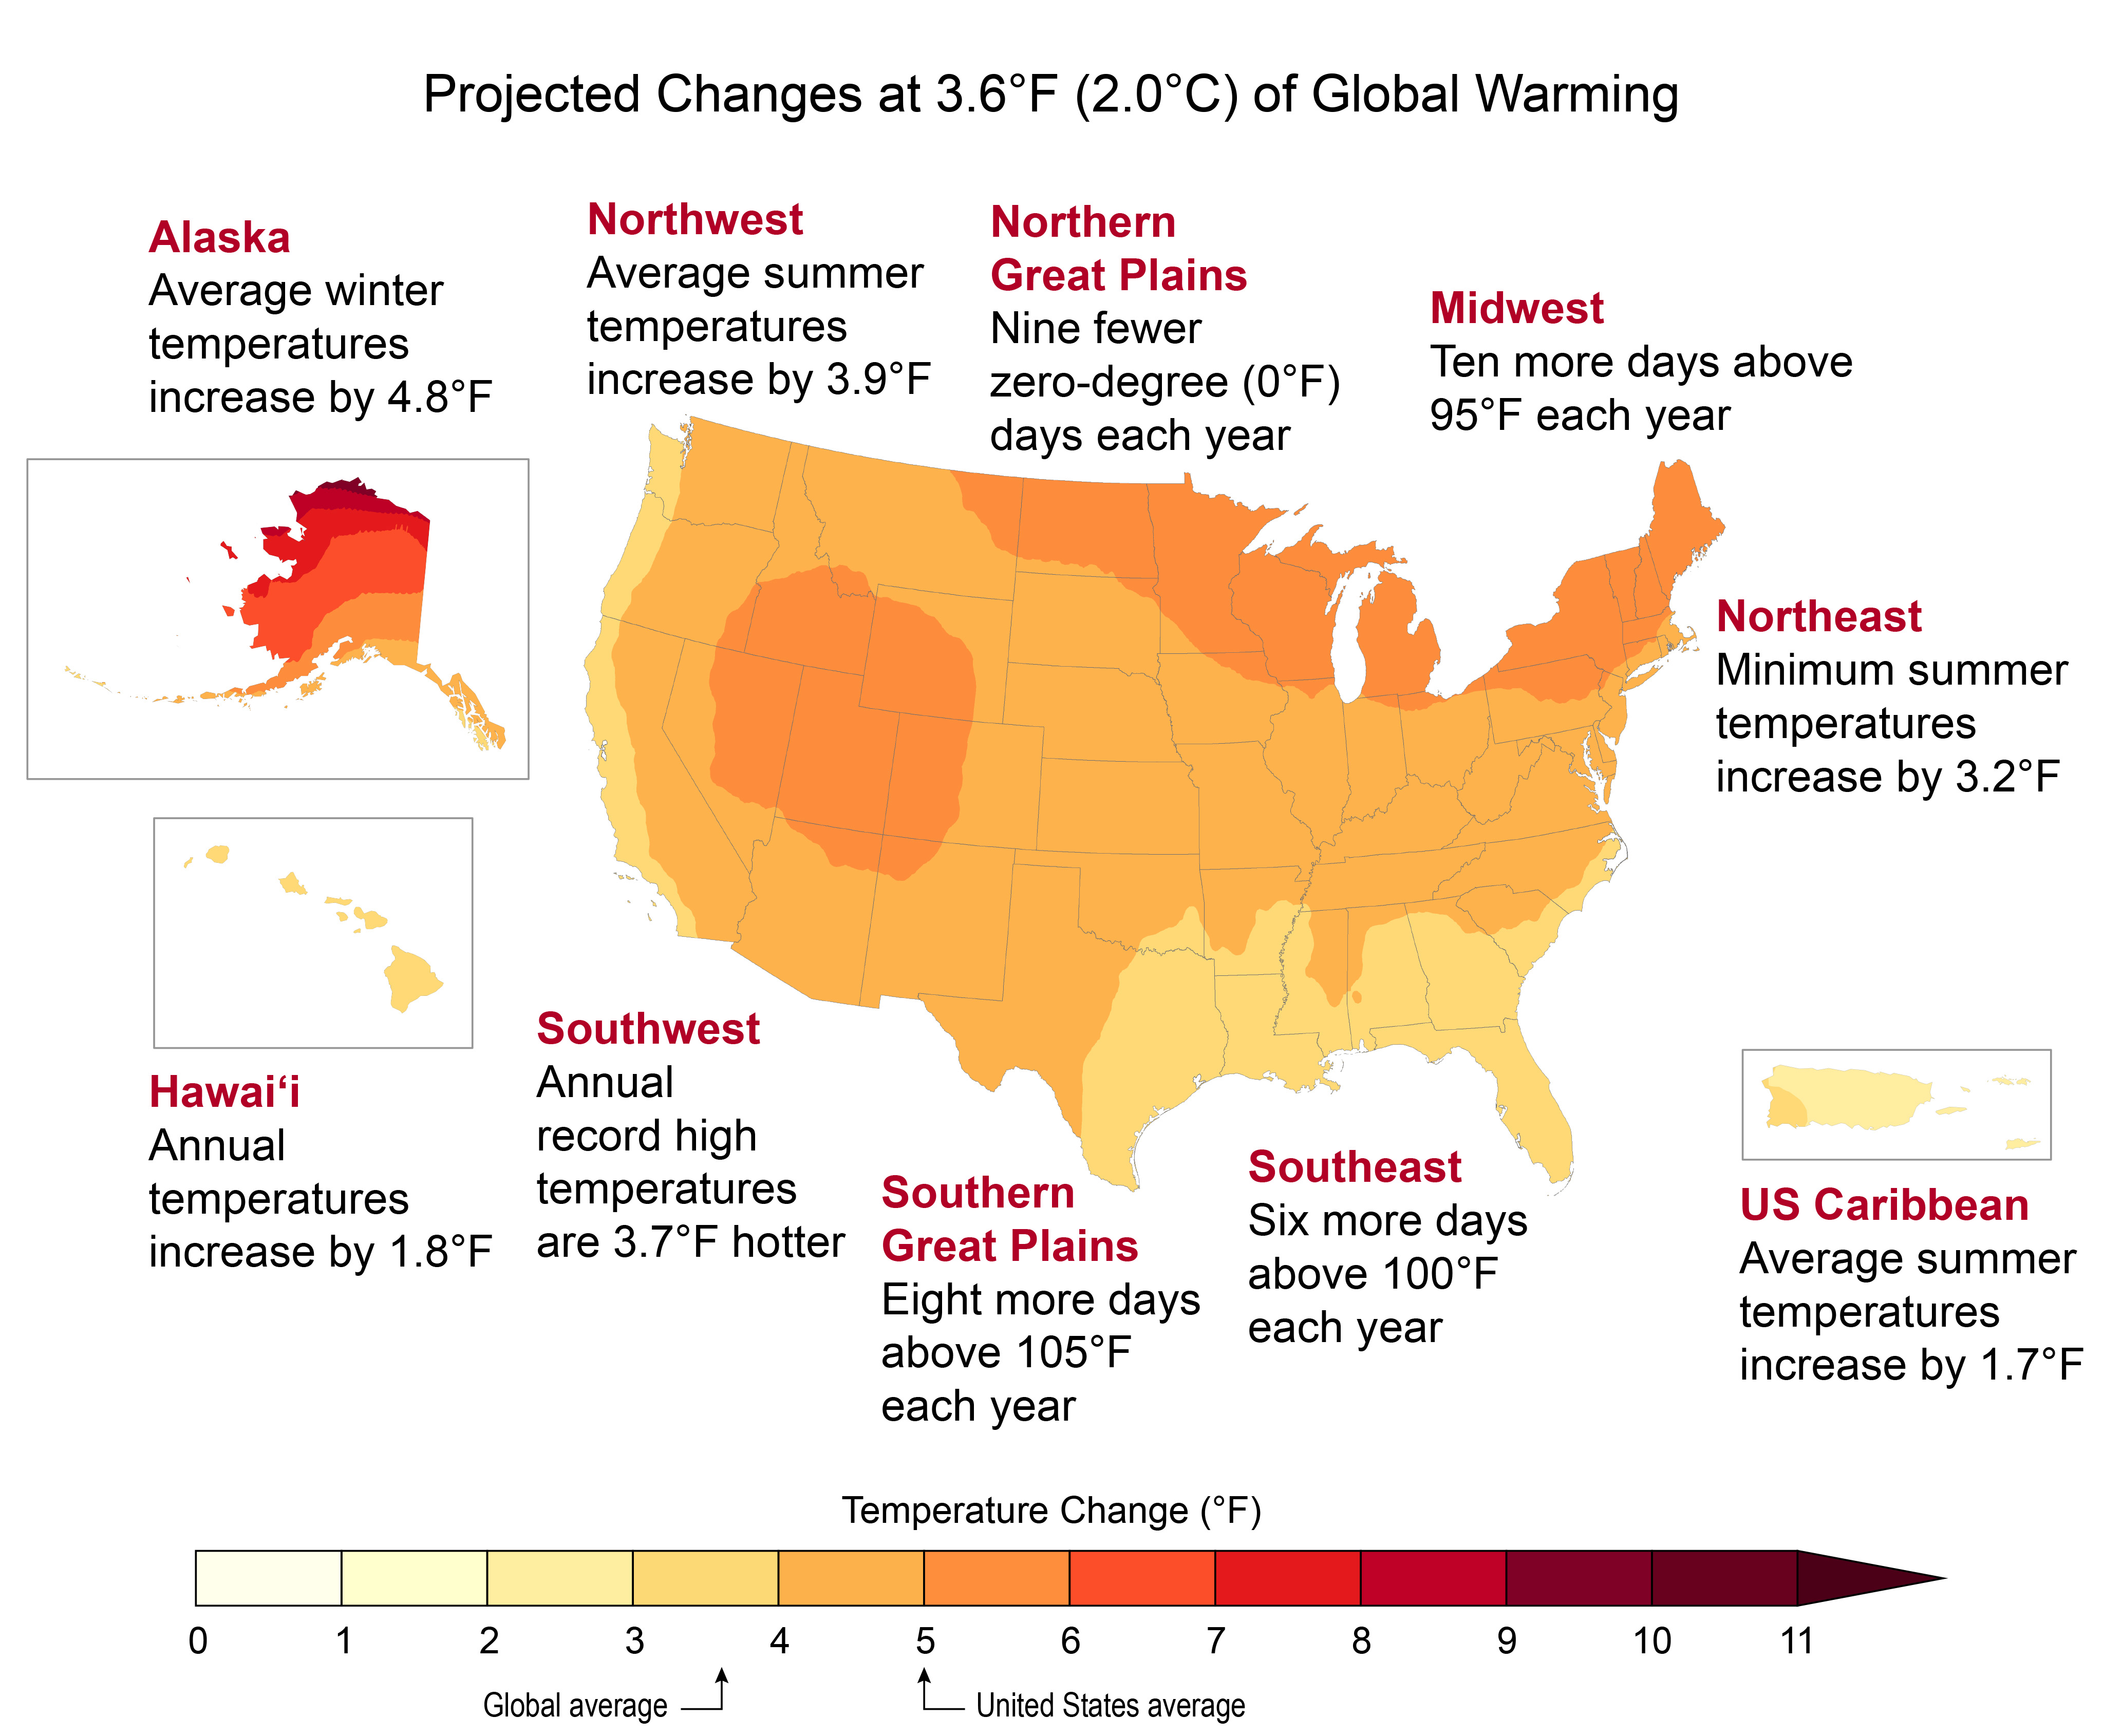 Projected Changes at 3.6°F (2.0°C) of Global Warming
Alaska
Average winter
temperatures
increase by 4.8°F
Northwest
Average summer
temperatures
increase by 3.9°F
Northern
Great Plains
Nine fewer
zero-degree (0°F)
days each year
Midwest
Ten more days above
95°F each year
Northeast
Minimum summer
temperatures
increase by 3.2°F
Hawaiʻi
Annual
temperatures
increase by 1.8°F
Southwest
Annual
record high
temperatures
are 3.7°F hotter
Southern
Great Plains
Eight more days
above 105°F
each year
Southeast
Six more days
above 100°F
each year
US Caribbean
Average summer
temperatures
increase by 1.7°F
Temperature Change (°F)
0 1 2 3 4 5 6 7 8 9 10 11
Global average
United States average